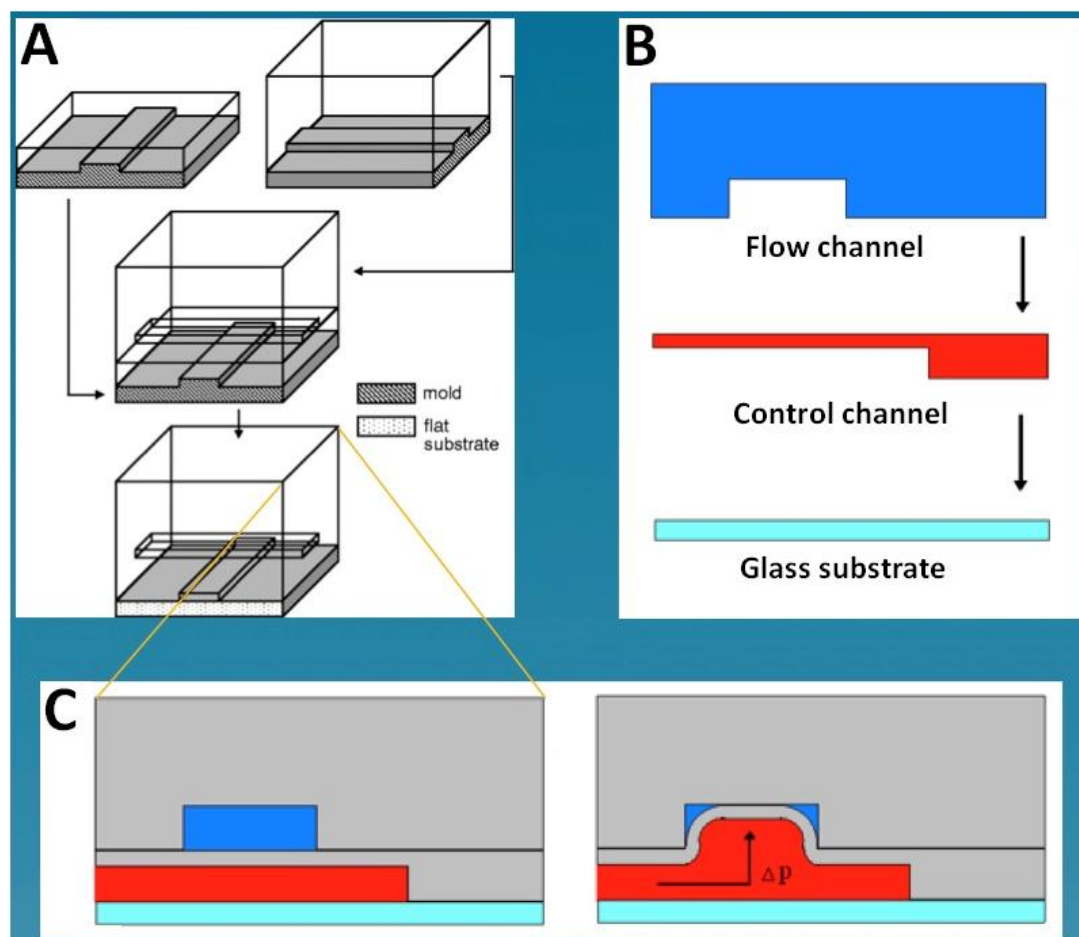 A
mold
flat
substrate
B
Flow channel
Control channel
Glass substrate
C
Δp